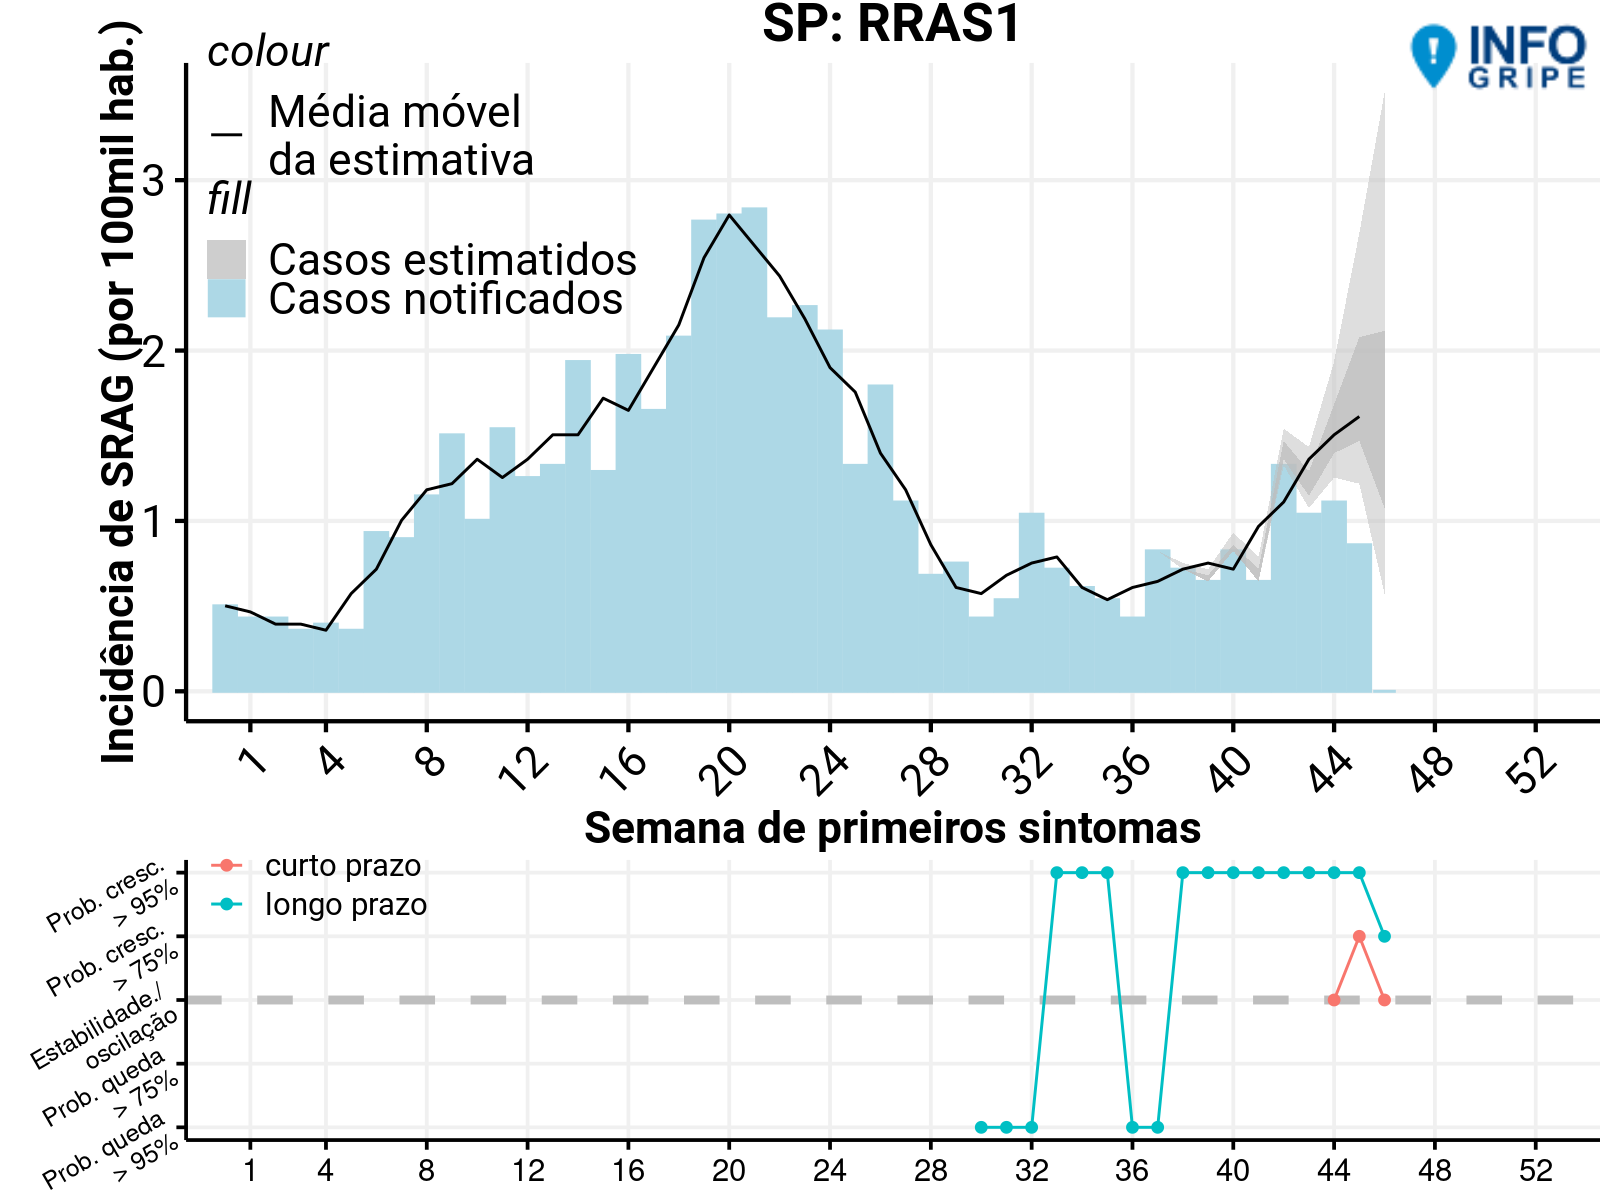 SP: RRAS1
INFO
GRIPE
colour
Média móvel
da estimativa
fill
Casos estimatidos
Casos notificados
Incidência de SRAG (por 100mil hab.)
3
2
1
0
1 4 8 12 16 20 24 28 32 36 40 44 48 52
Semana de primeiros sintomas
curto prazo
longo prazo
Prob. cresc.
> 95%
Prob. cresc.
> 75%
Estabilidade./
oscilação
Prob. queda
> 75%
Prob. queda
> 95%
1 4 8 12 16 20 24 28 32 36 40 44 48 52